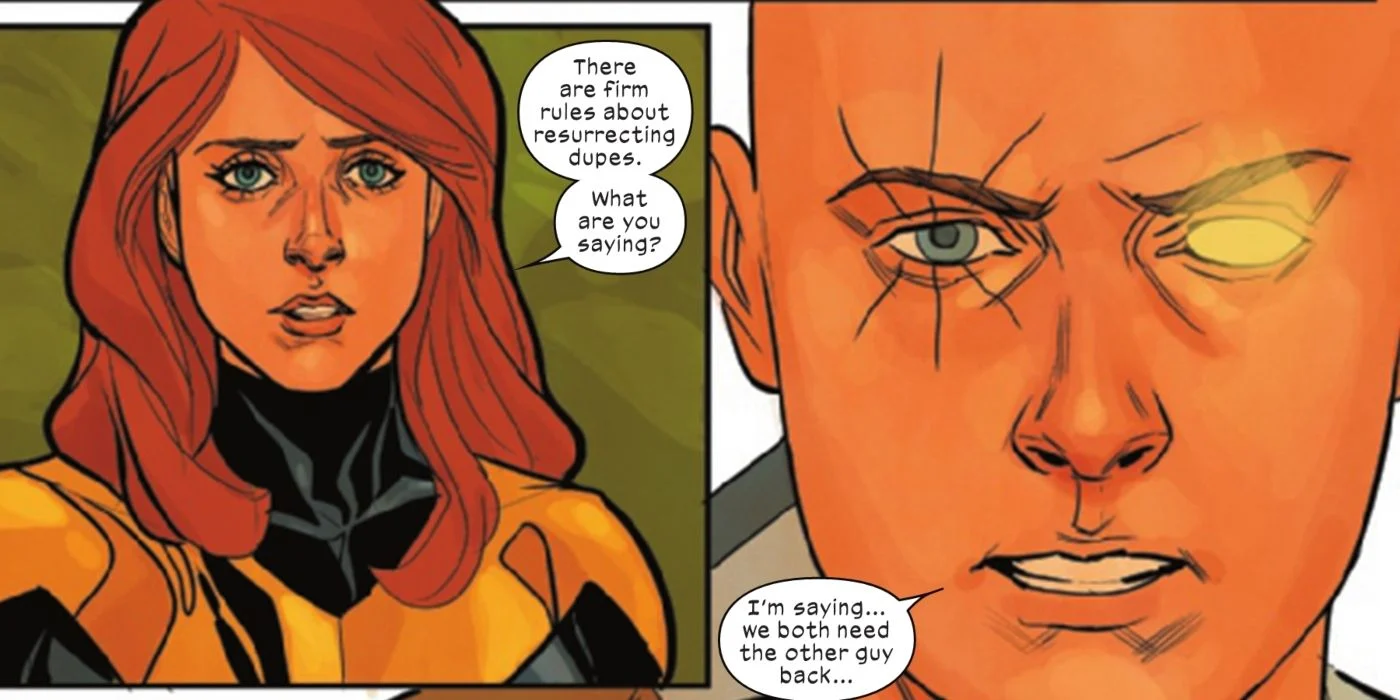 There
are firm
rules about
resurrecting
dupes.
What
are you
saying?
I'm saying...
we both need
the other guy
back...